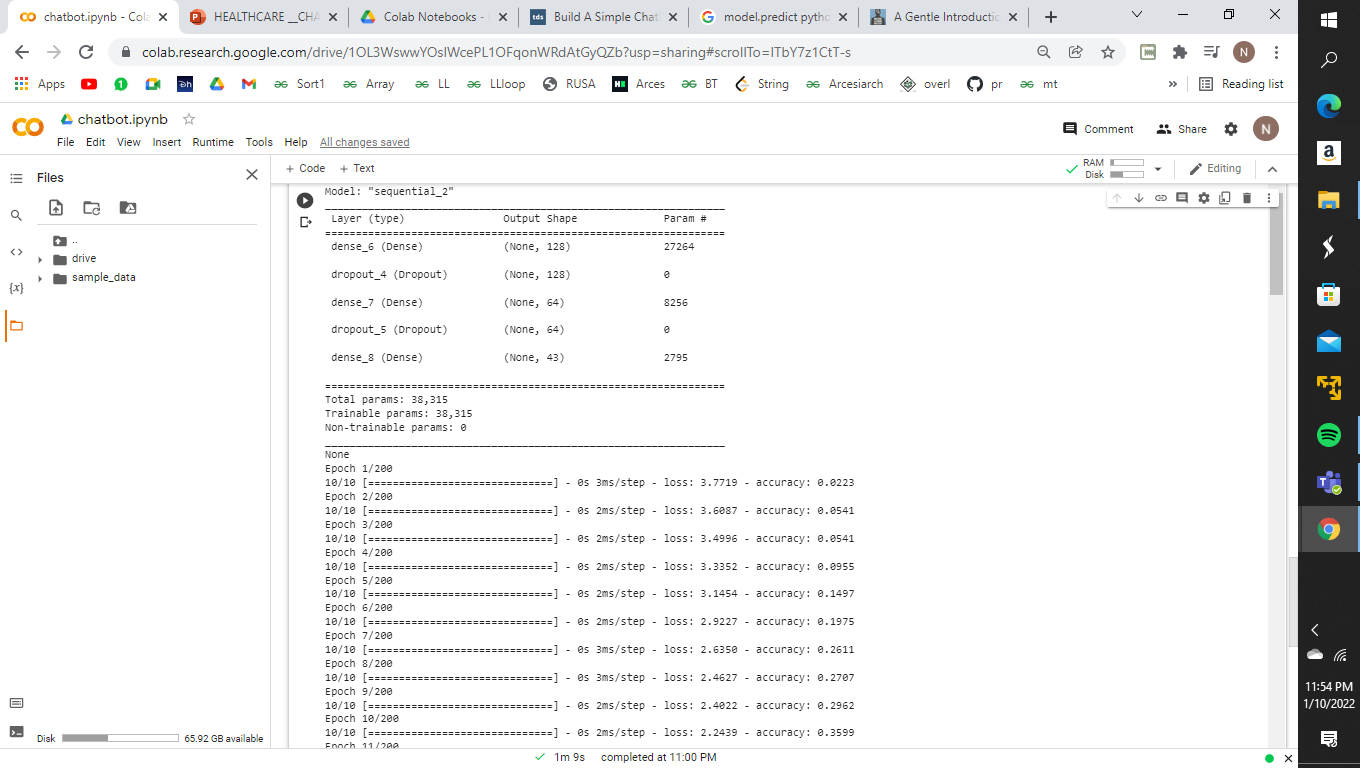 chatbot.ipynb - Cola
HEALTHCARE __CHA
Colab Notebooks -
tds Build A Simple Chat
model.predict pytho
A Gentle Introductio
colab.research.google.com/drive/1OL3WswwYOsIWcePL1OFqonWRdAtGyQZb?usp=sharing#scrollTo=ITbY7z1CtT-s
N
Apps
Sort1
Array
LL
LLloop
RUSA
Arces
BT
String
Arcesiarch
overl
pr
mt
»
Reading list
chatbot.ipynb
Comment
Share
N
File Edit View Insert Runtime Tools Help All changes saved
Files
+ Code + Text
RAM
Disk
Editing
..
drive
sample_data
{x}
Model: "sequential_2"
Layer (type) Output Shape Param #
=================================================================
dense_6 (Dense) (None, 128) 27264
dropout_4 (Dropout) (None, 128) 0
dense_7 (Dense) (None, 64) 8256
dropout_5 (Dropout) (None, 64) 0
dense_8 (Dense) (None, 43) 2795
=================================================================
Total params: 38,315
Trainable params: 38,315
Non-trainable params: 0
_________________________________________________________________
None
Epoch 1/200
10/10 [==============================] - 0s 3ms/step - loss: 3.7719 - accuracy: 0.0223
Epoch 2/200
10/10 [==============================] - 0s 2ms/step - loss: 3.6087 - accuracy: 0.0541
Epoch 3/200
10/10 [==============================] - 0s 2ms/step - loss: 3.4996 - accuracy: 0.0541
Epoch 4/200
10/10 [==============================] - 0s 2ms/step - loss: 3.3352 - accuracy: 0.0955
Epoch 5/200
10/10 [==============================] - 0s 2ms/step - loss: 3.1454 - accuracy: 0.1497
Epoch 6/200
10/10 [==============================] - 0s 2ms/step - loss: 2.9227 - accuracy: 0.1975
Epoch 7/200
10/10 [==============================] - 0s 3ms/step - loss: 2.6350 - accuracy: 0.2611
Epoch 8/200
10/10 [==============================] - 0s 3ms/step - loss: 2.4627 - accuracy: 0.2707
Epoch 9/200
10/10 [==============================] - 0s 2ms/step - loss: 2.4022 - accuracy: 0.2962
Epoch 10/200
10/10 [==============================] - 0s 2ms/step - loss: 2.2439 - accuracy: 0.3599
Epoch 11/200
Disk 65.92 GB available
1m 9s completed at 11:00 PM
11:54 PM
1/10/2022